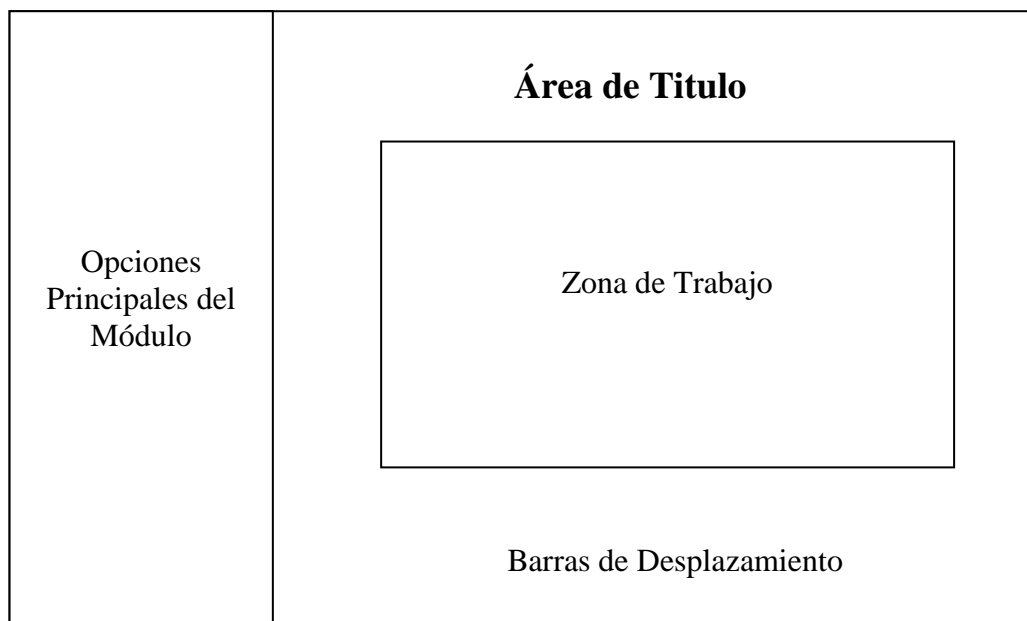 Área de Titulo
Opciones
Principales del
Módulo
Zona de Trabajo
Barras de Desplazamiento